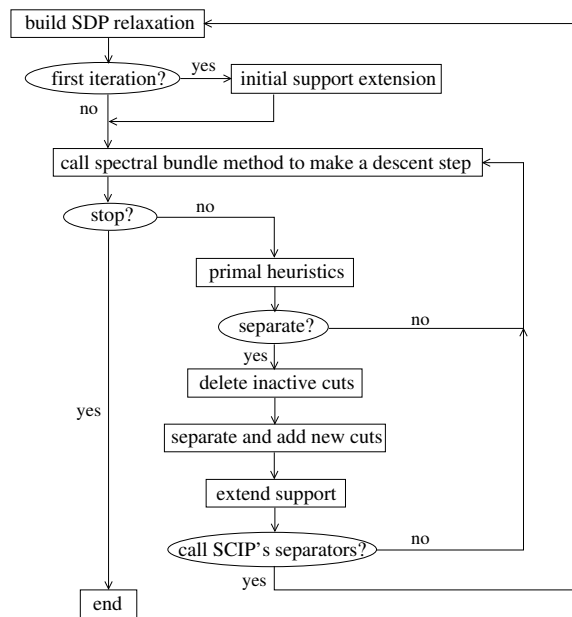 build SDP relaxation
first iteration?
yes
initial support extension
no
call spectral bundle method to make a descent step
stop?
no
primal heuristics
separate?
no
yes
delete inactive cuts
yes
separate and add new cuts
extend support
call SCIP's separators?
no
yes
end